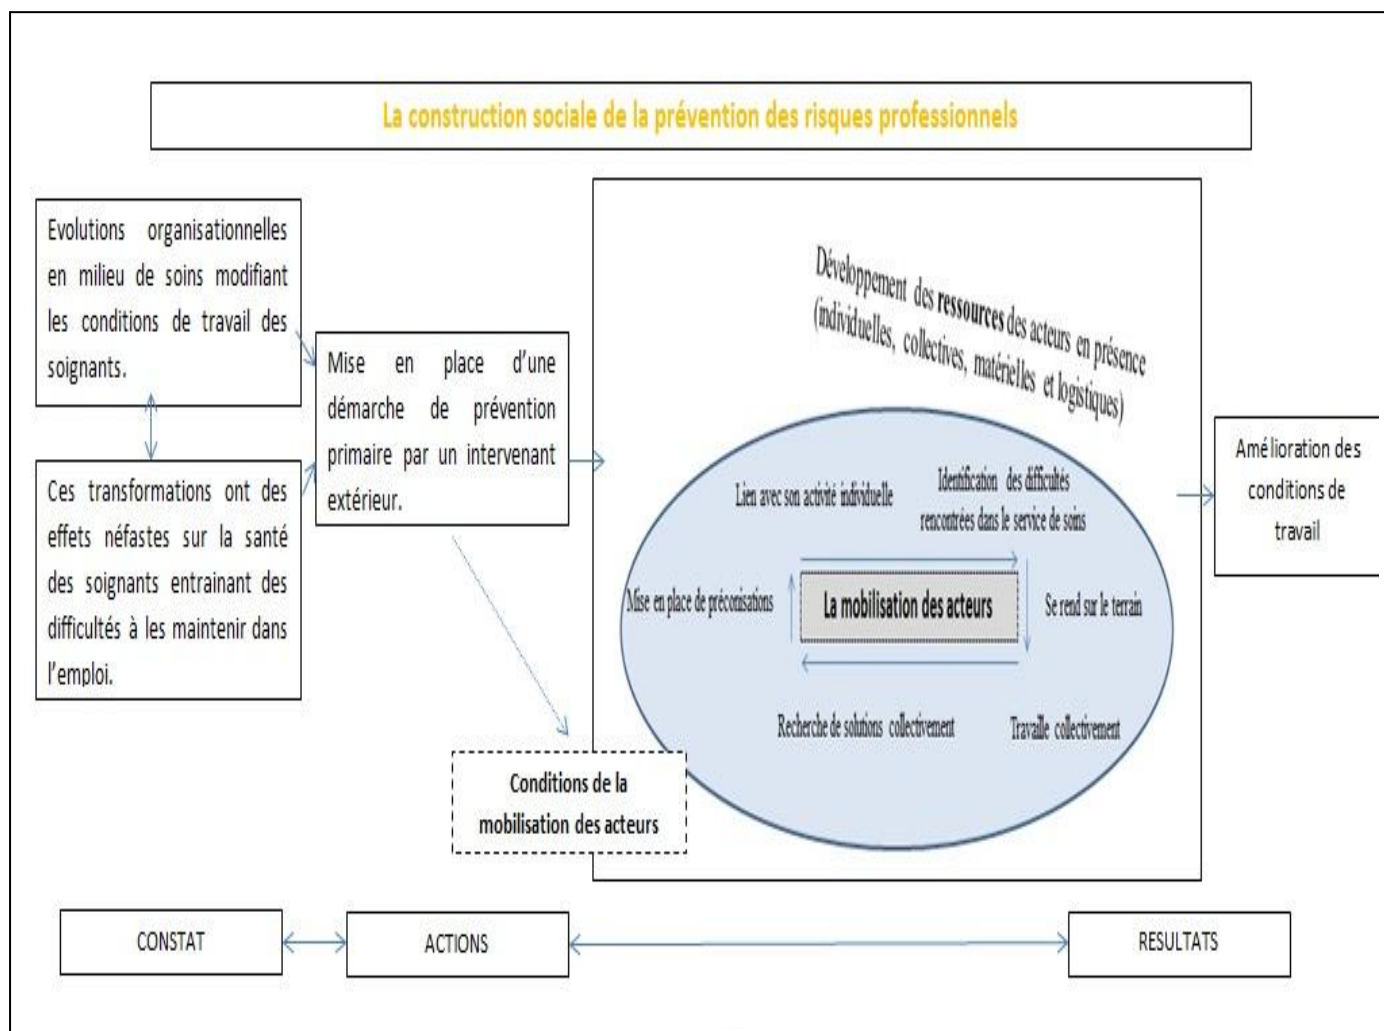 La construction sociale de la prévention des risques professionnels
Evolutions organisationnelles
en milieu de soins modifiant
les conditions de travail des
soignants.
Ces transformations ont des
effets néfastes sur la santé
des soignants entrainant des
difficultés à les maintenir dans
l'emploi.
Mise en place d'une
démarche de prévention
primaire par un intervenant
extérieur.
Conditions de la
mobilisation des acteurs
Développement des ressources des acteurs en présence
(individuelles, collectives, matérielles et logistiques)
Lien avec son activité individuelle
Identification des difficultés
rencontrées dans le service de soins
Mise en place de préconisations
La mobilisation des acteurs
Se rend sur le terrain
Recherche de solutions collectivement
Travaille collectivement
Amélioration des
conditions de
travail
CONSTAT
ACTIONS
RESULTATS